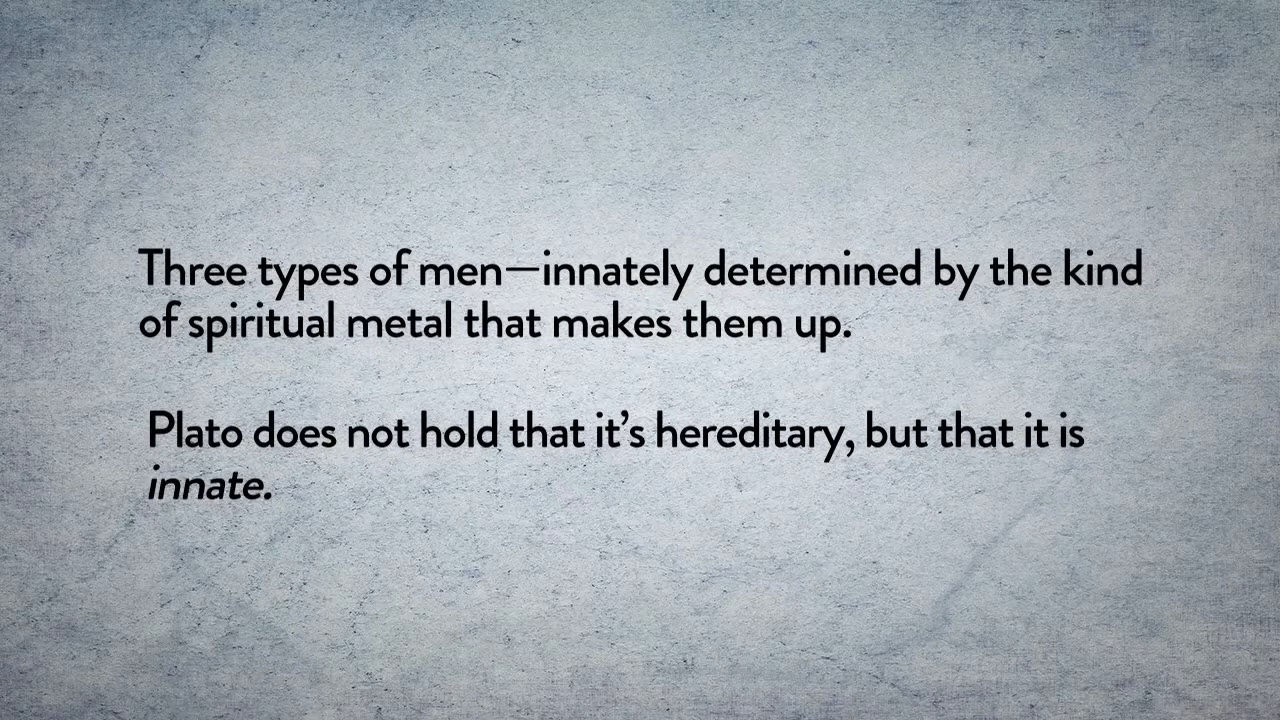 Three types of men—innately determined by the kind
of spiritual metal that makes them up.
Plato does not hold that it’s hereditary, but that it is
innate.